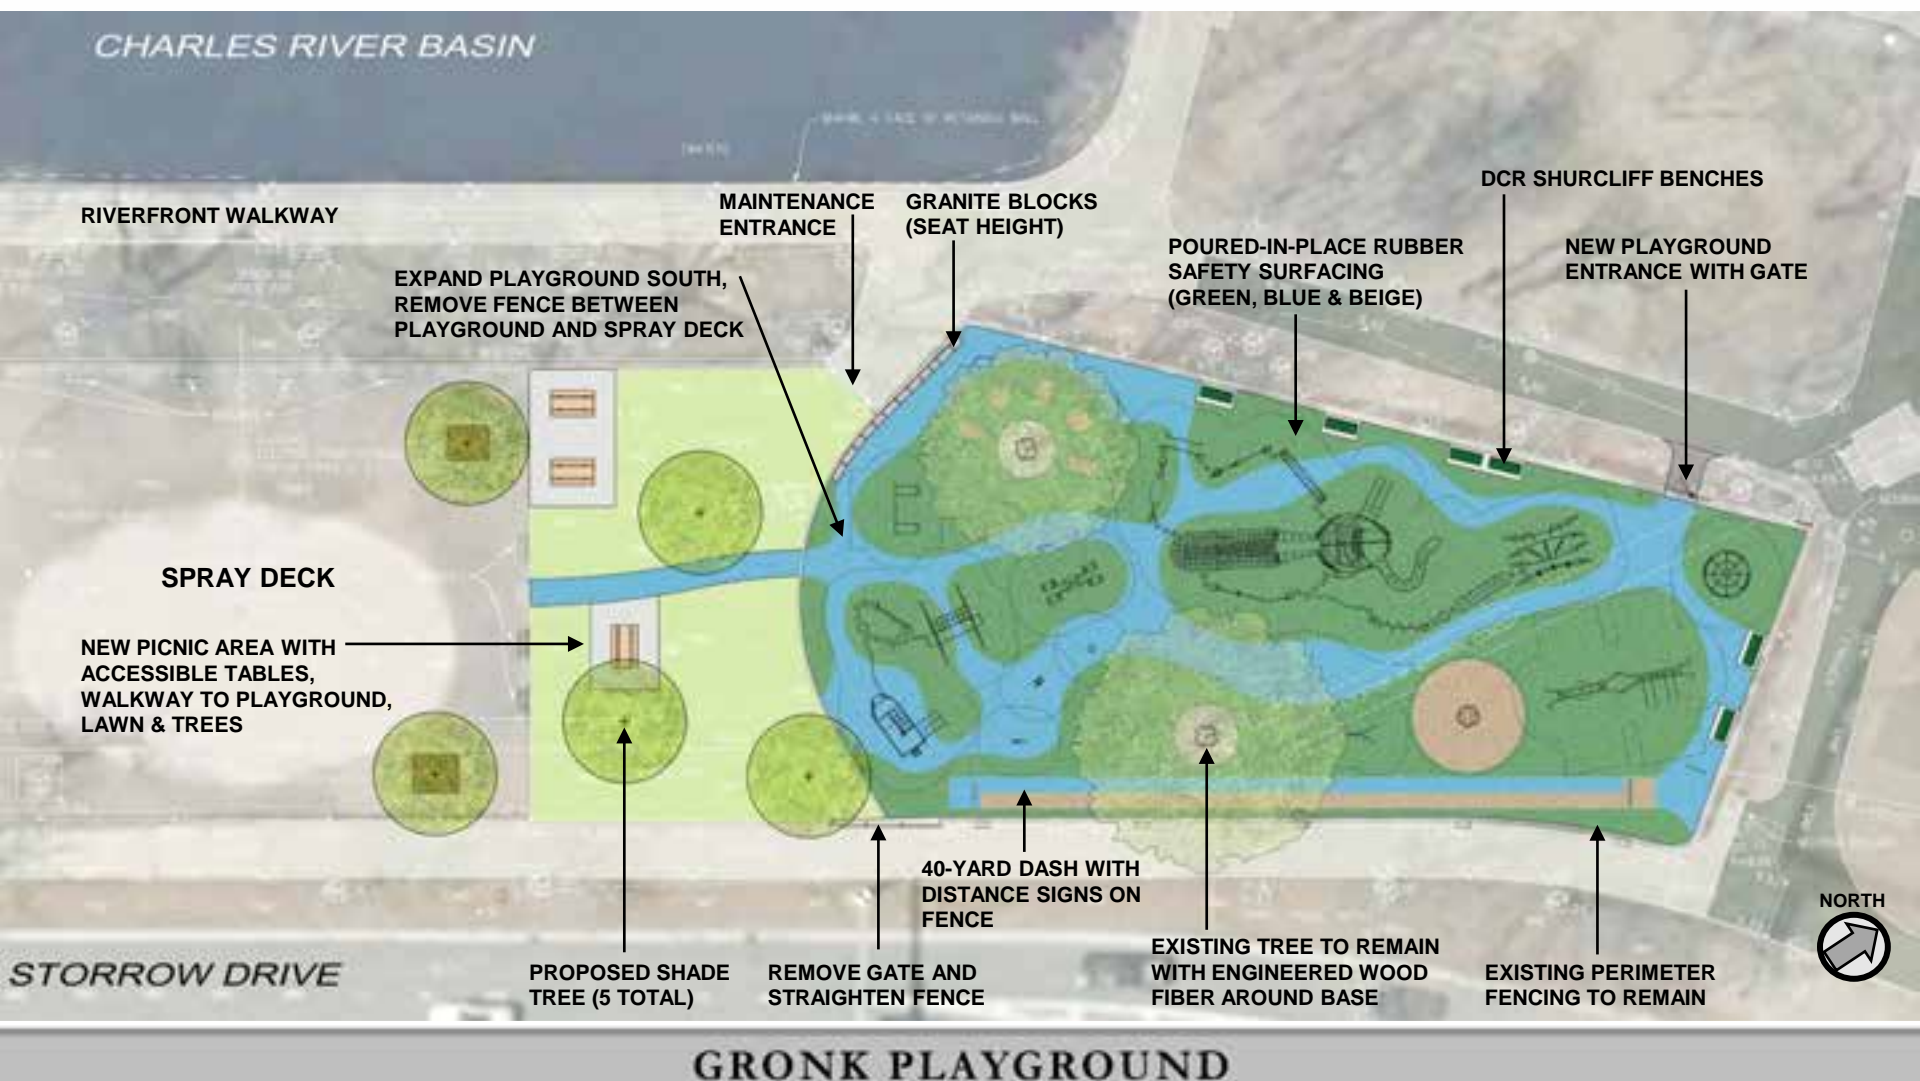 CHARLES RIVER BASIN
RIVERFRONT WALKWAY
MAINTENANCE
ENTRANCE
GRANITE BLOCKS
(SEAT HEIGHT)
DCR SHURCLIFF BENCHES
POURED-IN-PLACE RUBBER
SAFETY SURFACING
(GREEN, BLUE & BEIGE)
NEW PLAYGROUND
ENTRANCE WITH GATE
EXPAND PLAYGROUND SOUTH,
REMOVE FENCE BETWEEN
PLAYGROUND AND SPRAY DECK
SPRAY DECK
NEW PICNIC AREA WITH
ACCESSIBLE TABLES,
WALKWAY TO PLAYGROUND,
LAWN & TREES
40-YARD DASH WITH
DISTANCE SIGNS ON
FENCE
NORTH
STORROW DRIVE
PROPOSED SHADE
TREE (5 TOTAL)
REMOVE GATE AND
STRAIGHTEN FENCE
EXISTING TREE TO REMAIN
WITH ENGINEERED WOOD
FIBER AROUND BASE
EXISTING PERIMETER
FENCING TO REMAIN
GRONK PLAYGROUND